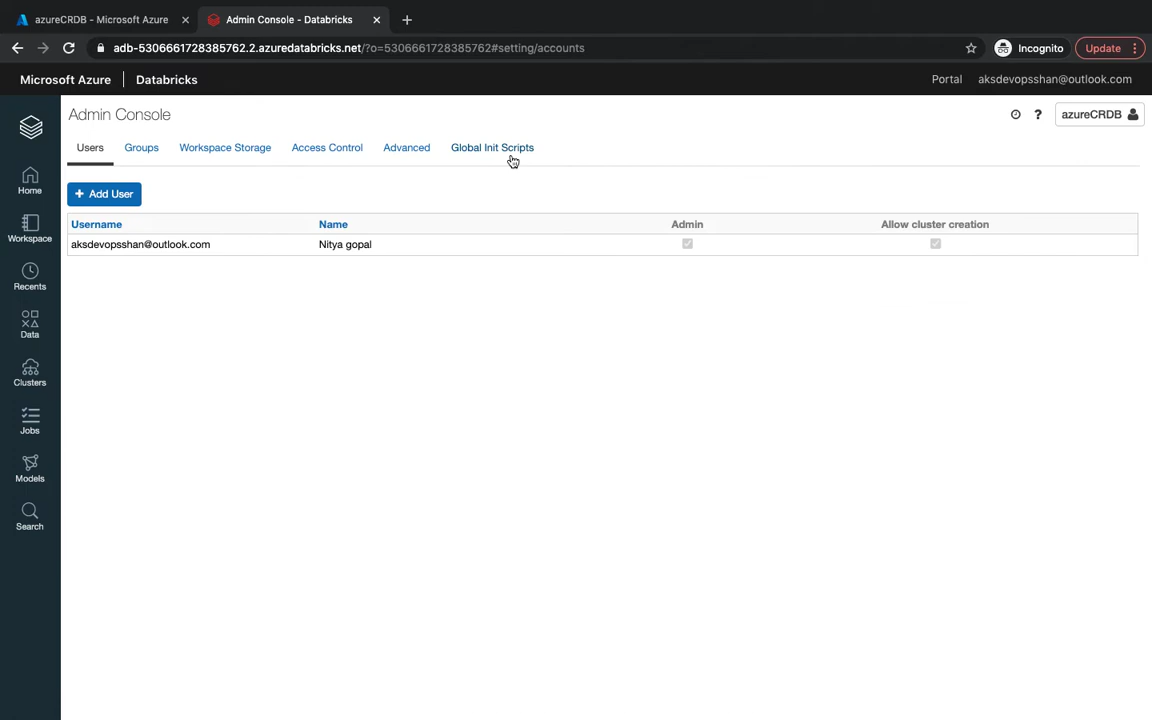 azureCRDB - Microsoft Azure
Admin Console - Databricks
adb-5306661728385762.2.azuredatabricks.net/?o=5306661728385762#setting/accounts
Incognito
Update
Microsoft Azure
Databricks
Portal
aksdevopsshan@outlook.com
Admin Console
?
azureCRDB
Users
Groups
Workspace Storage
Access Control
Advanced
Global Init Scripts
+ Add User
Username
Name
Admin
Allow cluster creation
aksdevopsshan@outlook.com
Nitya gopal
Home
Workspace
Recents
Data
Clusters
Jobs
Models
Search